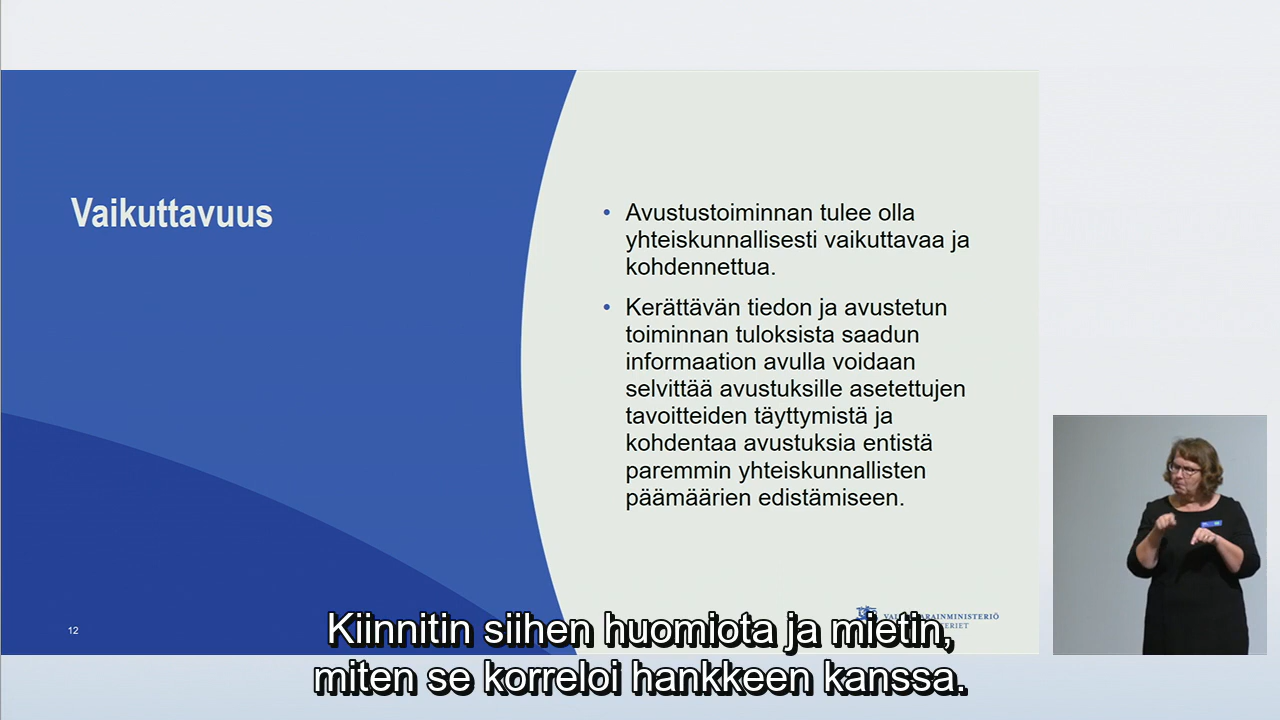 Vaikuttavuus
• Avustustoiminnan tulee olla
yhteiskunnallisesti vaikuttavaa ja
kohdennettua.
• Kerättävän tiedon ja avustetun
toiminnan tuloksista saadun
informaation avulla voidaan
selvittää avustuksille asetettujen
tavoitteiden täyttymistä ja
kohdentaa avustuksia entistä
paremmin yhteiskunnallisten
päämäärien edistämiseen.
12
Kiinnitin siihen huomiota ja mietin,
miten se korreloi hankkeen kanssa.